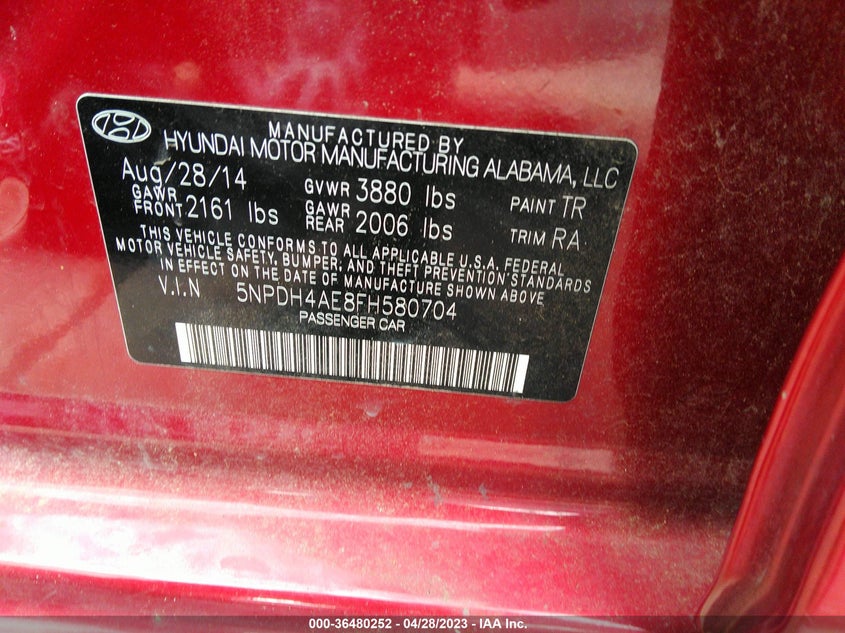 MANUFACTURED BY
HYUNDAI MOTOR MANUFACTURING ALABAMA, LLC
Aug/28/14 GVWR 3880 lbs PAINT TR
GAWR FRONT 2161 lbs GAWR REAR 2006 lbs TRIM RA
THIS VEHICLE CONFORMS TO ALL APPLICABLE U.S.A. FEDERAL
MOTOR VEHICLE SAFETY, BUMPER, AND THEFT PREVENTION STANDARDS
IN EFFECT ON THE DATE OF MANUFACTURE SHOWN ABOVE.
V.I.N 5NPDH4AE8FH580704
PASSENGER CAR
000-36480252 - 04/28/2023 - IAA Inc.